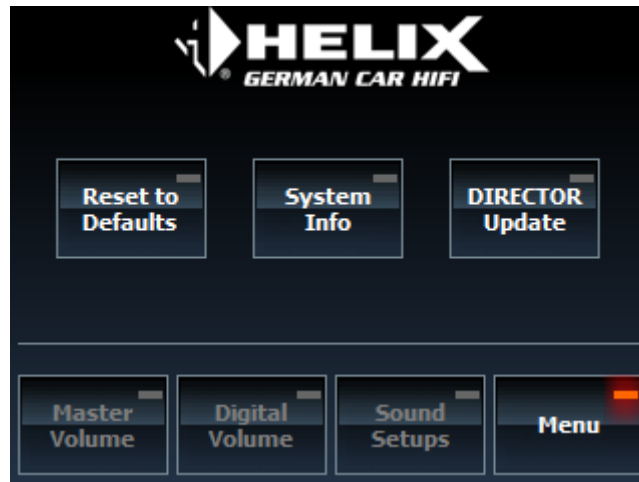 HELIX
®
GERMAN CAR HIFI
Reset to
Defaults
System
Info
DIRECTOR
Update
Master
Volume
Digital
Volume
Sound
Setups
Menu